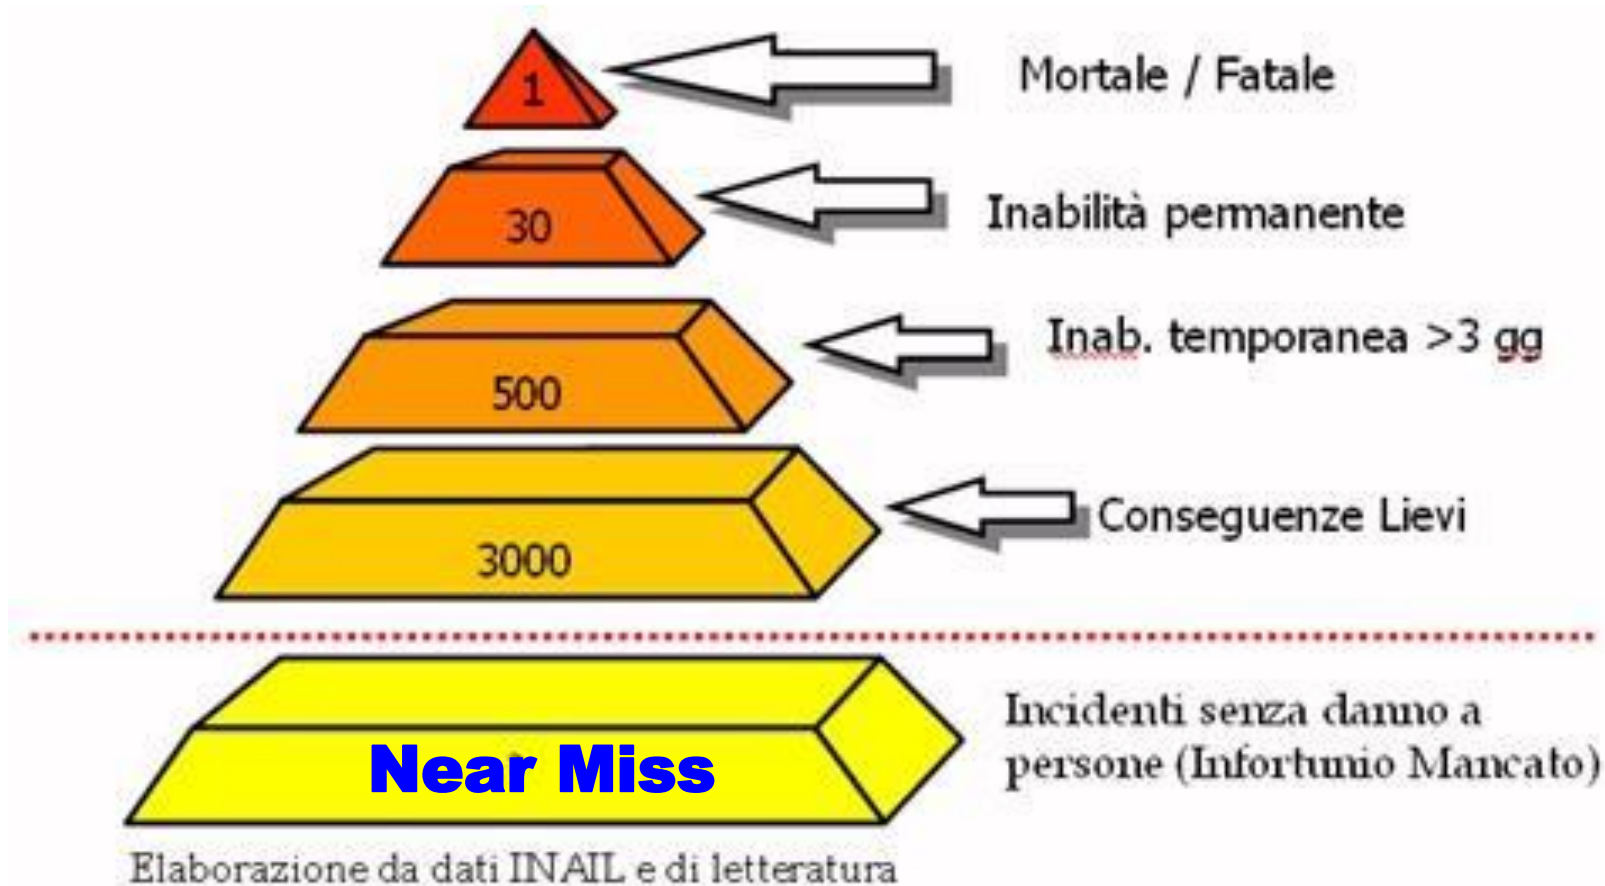 1
Mortale / Fatale
30
Inabilità permanente
500
Inab. temporanea >3 gg
3000
Conseguenze Lievi
Near Miss
Incidenti senza danno a
persone (Infortunio Mancato)
Elaborazione da dati INAIL e di letteratura